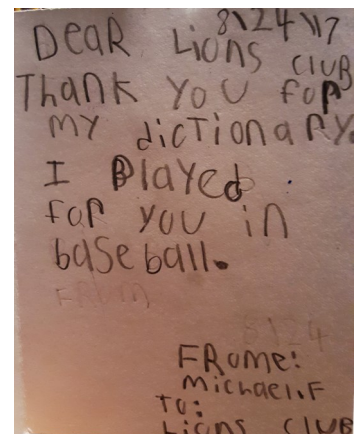 8\24\17
Dear Lions Club
Thank you for
my dictionary
I played
for you in
baseball.
From
8\24
FRome:
Michael.F
To:
Lions Club